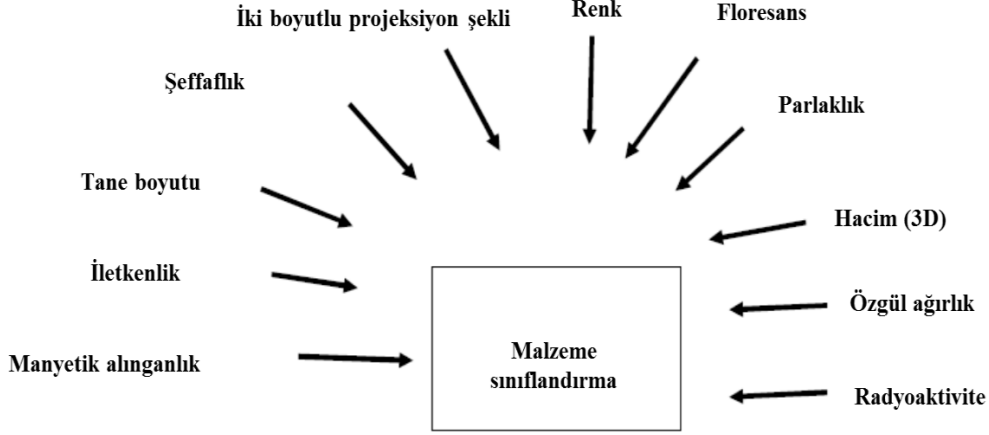 İki boyutlu projeksiyon şekli
Renk
Floresans
Şeffaflık
Parlaklık
Tane boyutu
Hacim (3D)
İletkenlik
Özgül ağırlık
Manyetik alınganlık
Malzeme
sınıflandırma
Radyoaktivite